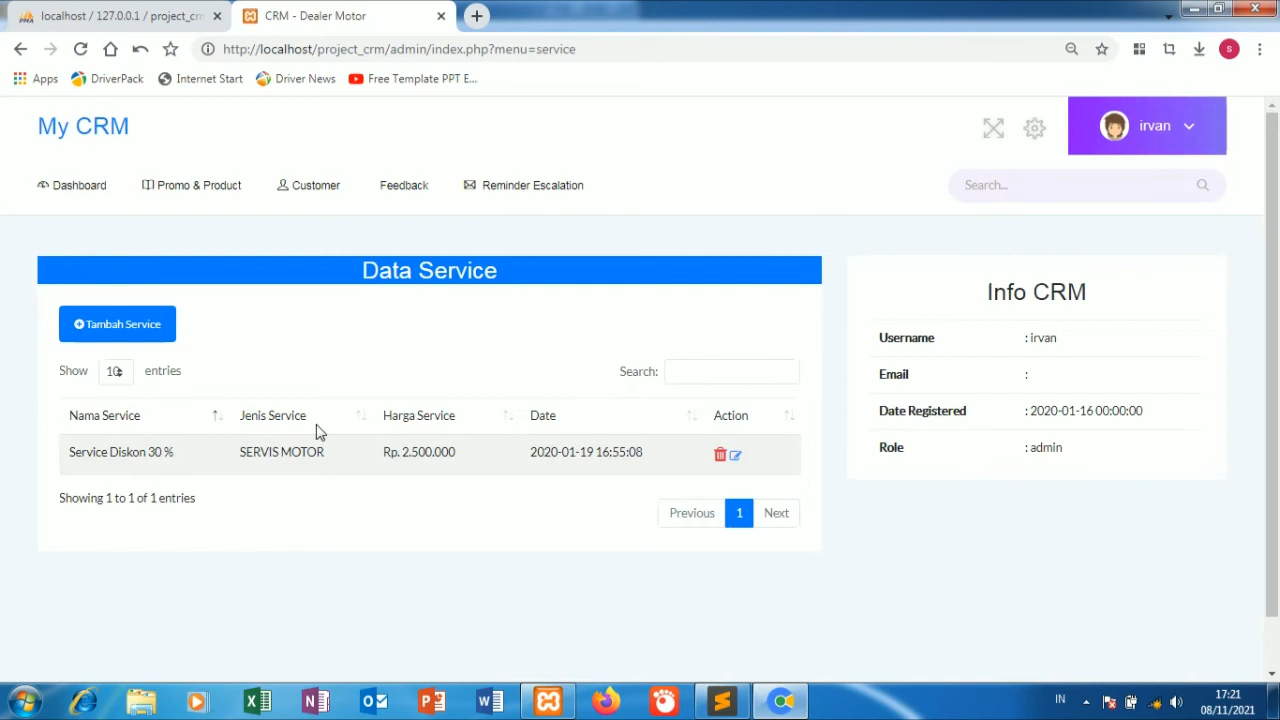 localhost / 127.0.0.1 / project_crm
CRM - Dealer Motor
http://localhost/project_crm/admin/index.php?menu=service
S
Apps
DriverPack
Internet Start
Driver News
Free Template PPT E...
My CRM
irvan
Dashboard
Promo & Product
Customer
Feedback
Reminder Escalation
Search...
Data Service
Tambah Service
Show 10 entries
Search:
Nama Service Jenis Service Harga Service Date Action
Service Diskon 30 % SERVIS MOTOR Rp. 2.500.000 2020-01-19 16:55:08
Showing 1 to 1 of 1 entries
Previous 1 Next
Info CRM
Username : irvan
Email :
Date Registered : 2020-01-16 00:00:00
Role : admin
IN
17:21
08/11/2021